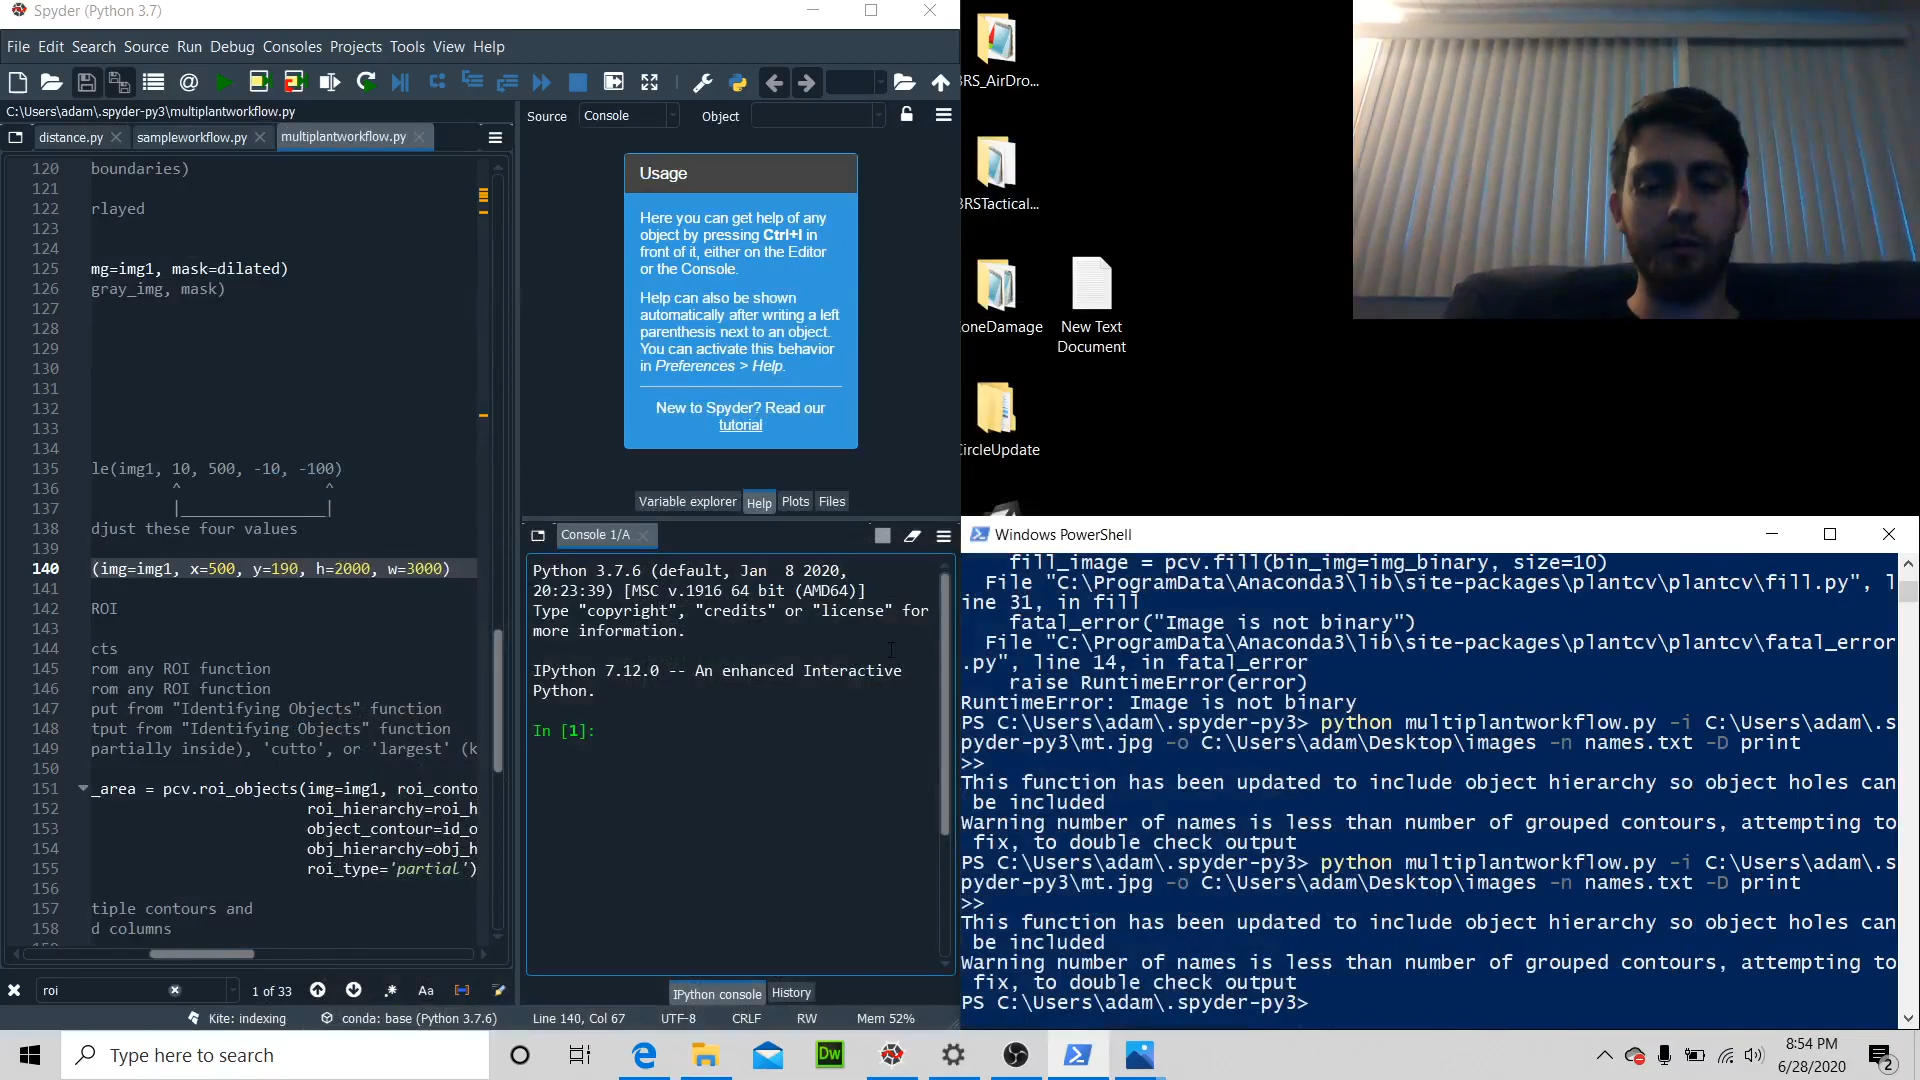 Spyder (Python 3.7)
File Edit Search Source Run Debug Consoles Projects Tools View Help
C:\Users\adam\.spyder-py3\multiplantworkflow.py
distance.py sampleworkflow.py multiplantworkflow.py
120 boundaries)
121
122 rlayed
123
124
125 mg=img1, mask=dilated)
126 gray_img, mask)
127
128
129
130
131
132
133
134
135 le(img1, 10, 500, -10, -100)
136 ^ ^
137 |_______________|
138 djust these four values
139
140 (img=img1, x=500, y=190, h=2000, w=3000)
141
142 ROI
143
144 cts
145 rom any ROI function
146 rom any ROI function
147 put from "Identifying Objects" function
148 tput from "Identifying Objects" function
149 partially inside), 'cutto', or 'largest' (k
150
151 _area = pcv.roi_objects(img=img1, roi_conto
152 roi_hierarchy=roi_h
153 object_contour=id_o
154 obj_hierarchy=obj_h
155 roi_type='partial')
156
157 tiple contours and
158 d columns
roi 1 of 33 .* Aa
Kite: indexing conda: base (Python 3.7.6) Line 140, Col 67 UTF-8 CRLF RW Mem 52%
Source Console Object
Usage
Here you can get help of any
object by pressing Ctrl+I in
front of it, either on the Editor
or the Console.
Help can also be shown
automatically after writing a left
parenthesis next to an object.
You can activate this behavior
in Preferences > Help.
New to Spyder? Read our
tutorial
Variable explorer Help Plots Files
Console 1/A
Python 3.7.6 (default, Jan  8 2020,
20:23:39) [MSC v.1916 64 bit (AMD64)]
Type "copyright", "credits" or "license" for
more information.
IPython 7.12.0 -- An enhanced Interactive
Python.
In [1]:
IPython console History
BRS_AirDro...
BRSTactical...
oneDamage
New Text
Document
CircleUpdate
Windows PowerShell
fill_image = pcv.fill(bin_img=img_binary, size=10)
File "C:\ProgramData\Anaconda3\lib\site-packages\plantcv\plantcv\fill.py", l
ine 31, in fill
fatal_error("Image is not binary")
File "C:\ProgramData\Anaconda3\lib\site-packages\plantcv\plantcv\fatal_error
.py", line 14, in fatal_error
raise RuntimeError(error)
RuntimeError: Image is not binary
PS C:\Users\adam\.spyder-py3> python multiplantworkflow.py -i C:\Users\adam\.s
pyder-py3\mt.jpg -o C:\Users\adam\Desktop\images -n names.txt -D print
>>
This function has been updated to include object hierarchy so object holes can
be included
Warning number of names is less than number of grouped contours, attempting to
fix, to double check output
PS C:\Users\adam\.spyder-py3> python multiplantworkflow.py -i C:\Users\adam\.s
pyder-py3\mt.jpg -o C:\Users\adam\Desktop\images -n names.txt -D print
>>
This function has been updated to include object hierarchy so object holes can
be included
Warning number of names is less than number of grouped contours, attempting to
fix, to double check output
PS C:\Users\adam\.spyder-py3>
Type here to search
Dw
8:54 PM
6/28/2020
2